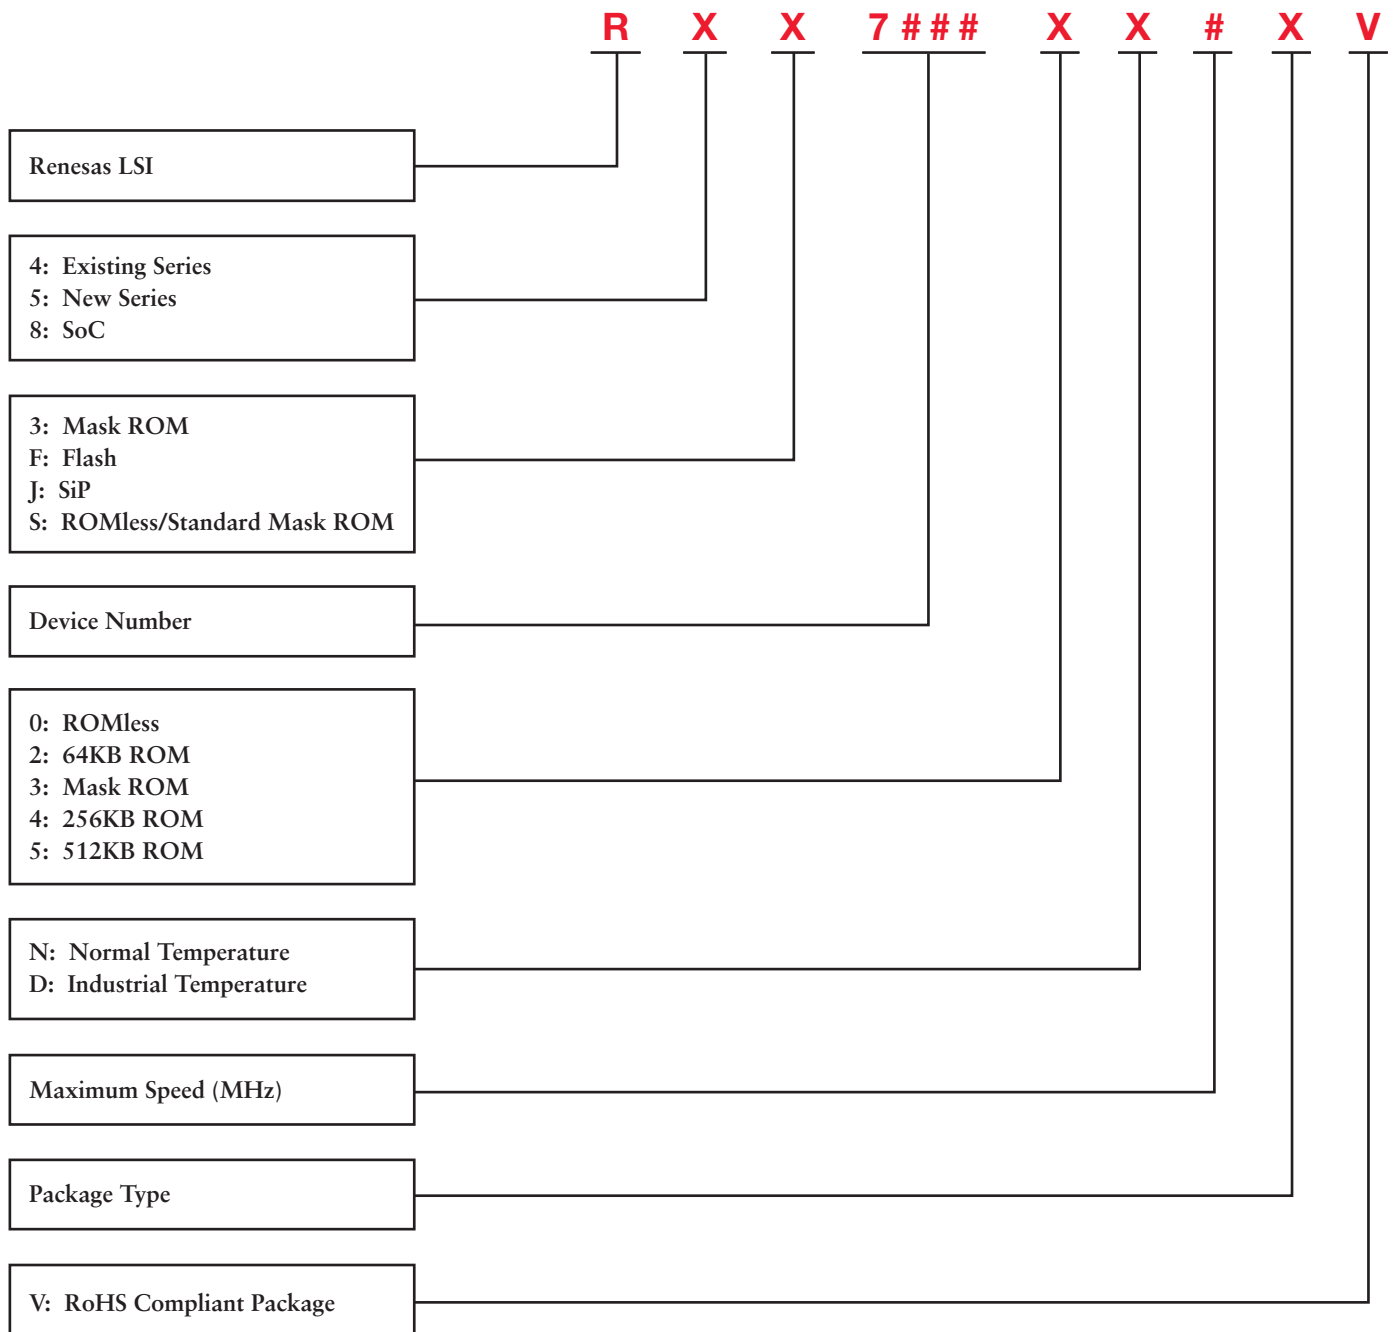 R X X 7 # # # X X # X V
Renesas LSI
4: Existing Series
5: New Series
8: SoC
3: Mask ROM
F: Flash
J: SiP
S: ROMless/Standard Mask ROM
Device Number
0: ROMless
2: 64KB ROM
3: Mask ROM
4: 256KB ROM
5: 512KB ROM
N: Normal Temperature
D: Industrial Temperature
Maximum Speed (MHz)
Package Type
V: RoHS Compliant Package